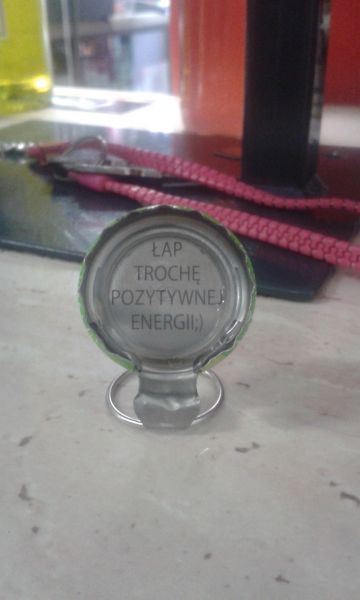 ŁAP
TROCHĘ
POZYTYWNEJ
ENERGII;)